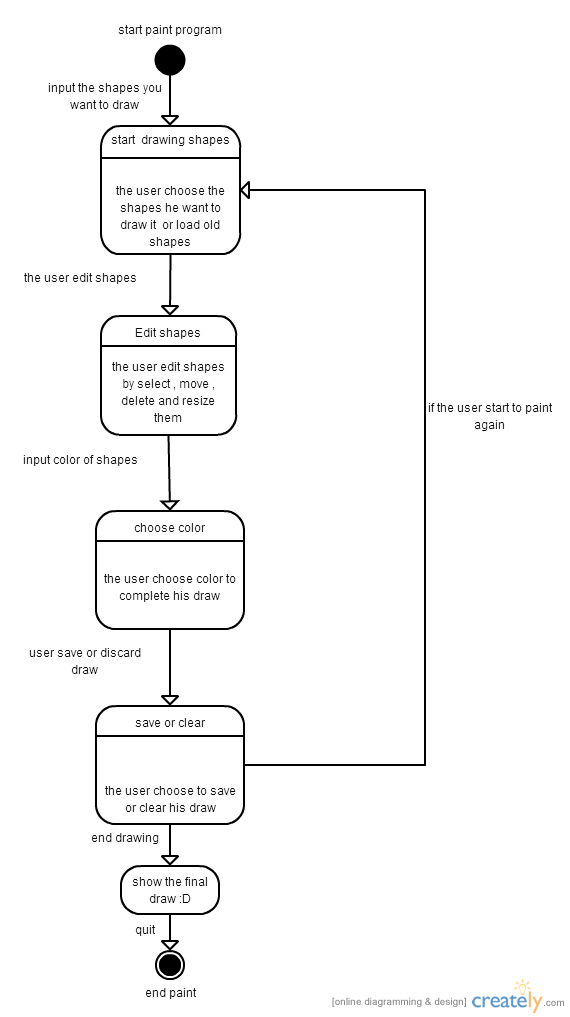 start paint program
input the shapes you
want to draw
start drawing shapes
the user choose the
shapes he want to
draw it or load old
shapes
the user edit shapes
Edit shapes
the user edit shapes
by select , move ,
delete and resize
them
if the user start to paint
again
input color of shapes
choose color
the user choose color to
complete his draw
user save or discard
draw
save or clear
the user choose to save
or clear his draw
end drawing
show the final
draw :D
quit
end paint
[online diagramming & design] creately.com